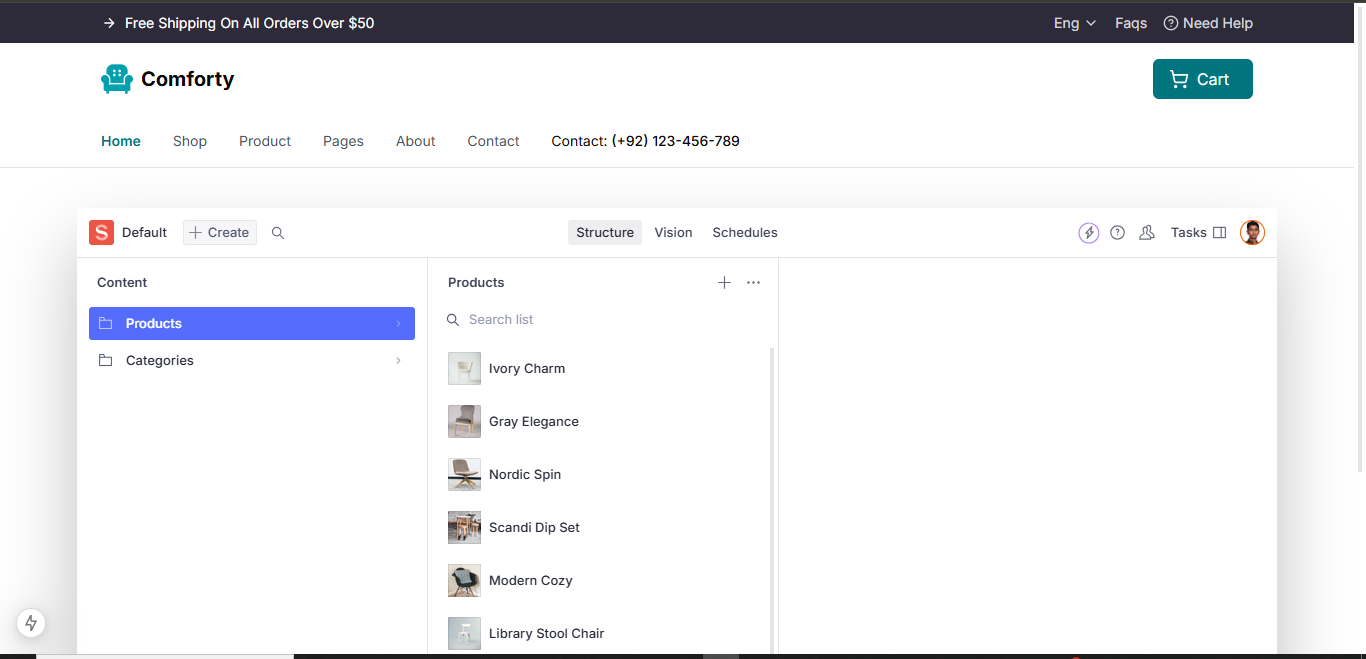 Free Shipping On All Orders Over $50 Eng Faqs Need Help
Comforty Cart
Home Shop Product Pages About Contact Contact: (+92) 123-456-789
S Default Create Structure Vision Schedules Tasks
Content
Products
Categories
Products
Search list
Ivory Charm
Gray Elegance
Nordic Spin
Scandi Dip Set
Modern Cozy
Library Stool Chair